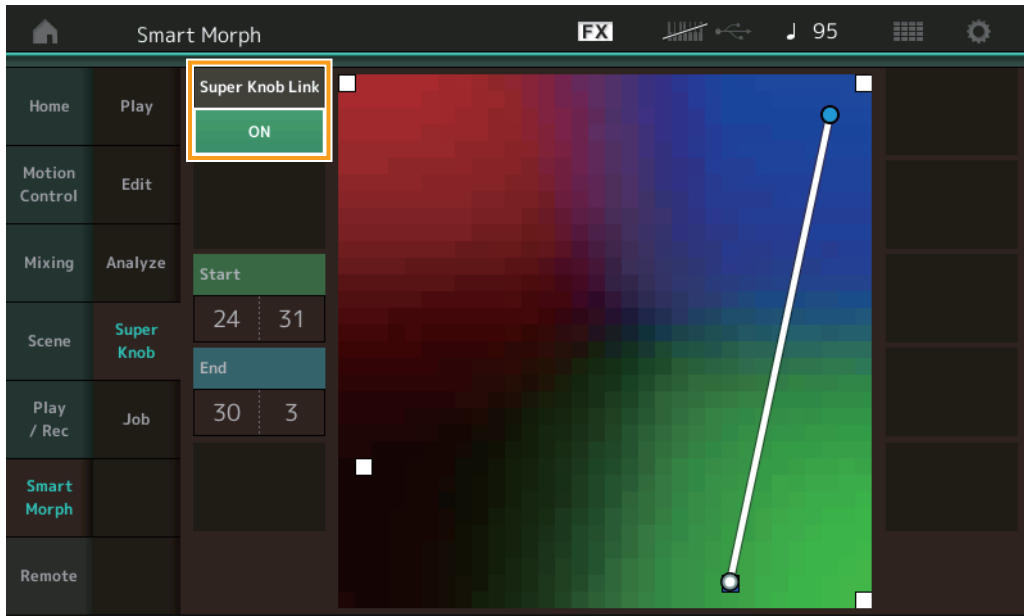 Smart Morph
FX
95
Super Knob Link
ON
Home
Play
Motion
Control
Edit
Mixing
Analyze
Start
24 31
Scene
Super
Knob
End
30 3
Play
/ Rec
Job
Smart
Morph
Remote